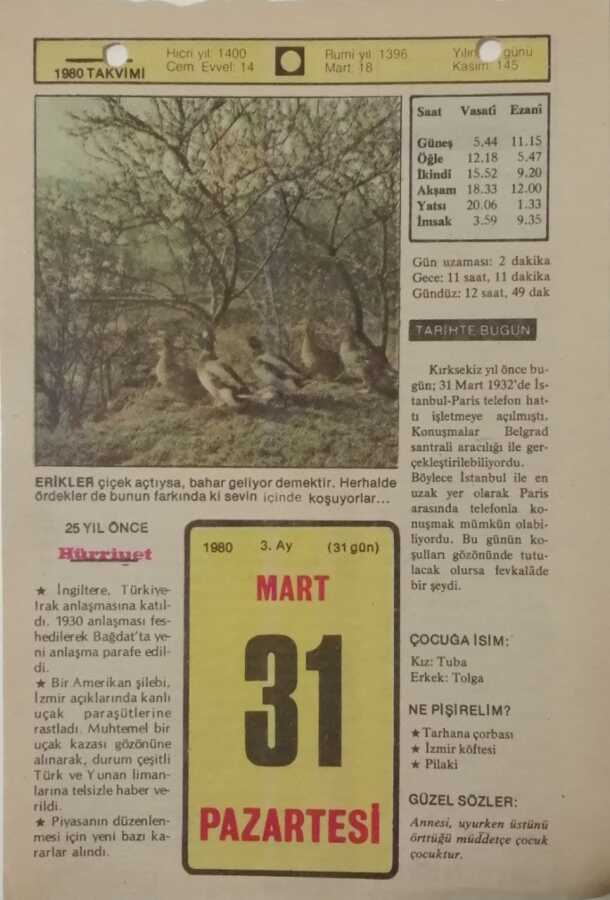 1980 TAKVİMİ
Hicri yıl: 1400
Cem. Evvel: 14
Rumi yıl: 1396
Mart: 18
Yılın günü
Kasım: 145
Saat Vasatî Ezanî
Güneş 5.44 11.15
Öğle 12.18 5.47
İkindi 15.52 9.20
Akşam 18.33 12.00
Yatsı 20.06 1.33
İmsak 3.59 9.35
Gün uzaması: 2 dakika
Gece: 11 saat, 11 dakika
Gündüz: 12 saat, 49 dak
TARİHTE BUGÜN
Kırksekiz yıl önce bu-
gün; 31 Mart 1932'de İs-
tanbul-Paris telefon hat-
tı işletmeye açılmıştı.
Konuşmalar Belgrad
santrali aracılığı ile ger-
çekleştirilebiliyordu.
Böylece İstanbul ile en
uzak yer olarak Paris
arasında telefonla ko-
nuşmak mümkün olabi-
liyordu. Bu günün ko-
şulları gözönünde tutu-
lacak olursa fevkalâde
bir şeydi.
ERİKLER çiçek açtıysa, bahar geliyor demektir. Herhalde
ördekler de bunun farkında ki sevin içinde koşuyorlar...
25 YIL ÖNCE
Hürriyet
★ İngiltere, Türkiye-
Irak anlaşmasına katıl-
dı. 1930 anlaşması fes-
hedilerek Bağdat'ta ye-
ni anlaşma parafe edil-
di.
★ Bir Amerikan şilebi,
İzmir açıklarında kanlı
uçak paraşütlerine
rastladı. Muhtemel bir
uçak kazası gözönüne
alınarak, durum çeşitli
Türk ve Yunan liman-
larına telsizle haber ve-
rildi.
★ Piyasanın düzenlen-
mesi için yeni bazı ka-
rarlar alındı.
1980 3. Ay (31 gün)
MART
31
PAZARTESİ
ÇOCUĞA İSİM:
Kız: Tuba
Erkek: Tolga
NE PİŞİRELİM?
★ Tarhana çorbası
★ İzmir köftesi
★ Pilaki
GÜZEL SÖZLER:
Annesi, uyurken üstünü
örttüğü müddetçe çocuk
çocuktur.